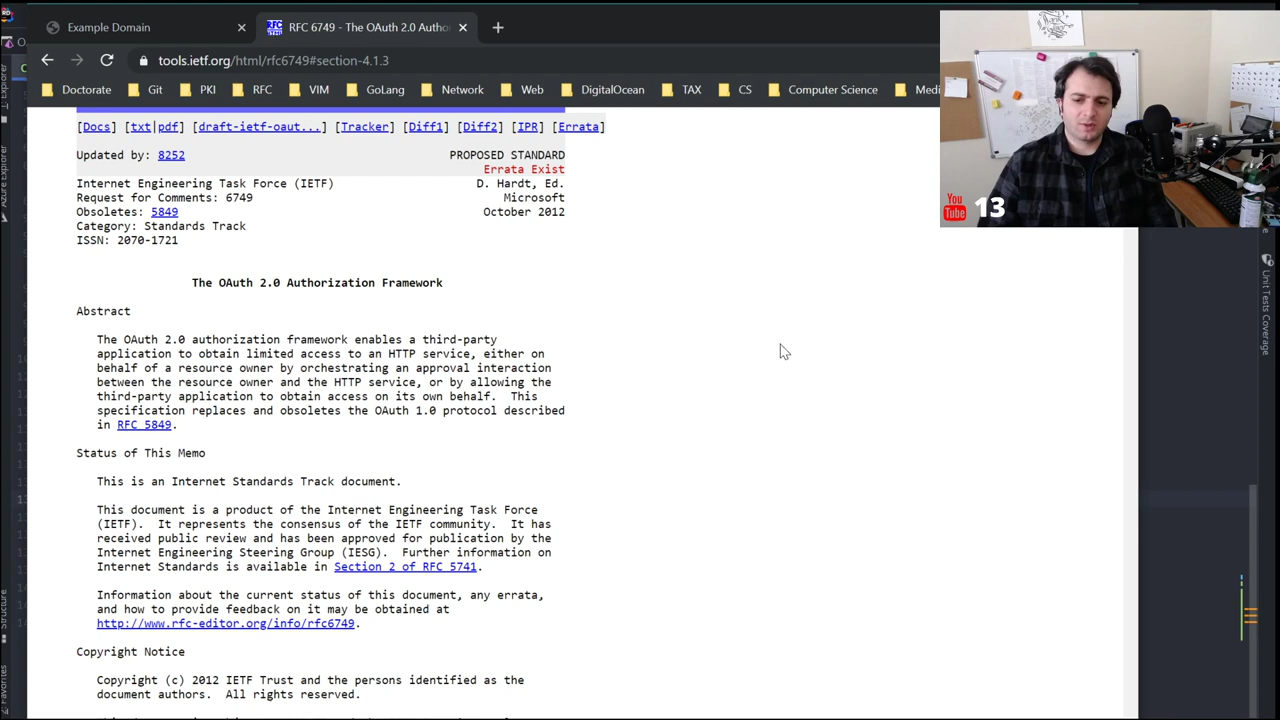 Example Domain
RFC 6749 - The OAuth 2.0 Autho
tools.ietf.org/html/rfc6749#section-4.1.3
Doctorate Git PKI RFC VIM GoLang Network Web DigitalOcean TAX CS Computer Science Medi
[Docs] [txt|pdf] [draft-ietf-oaut...] [Tracker] [Diff1] [Diff2] [IPR] [Errata]
Updated by: 8252 PROPOSED STANDARD
Errata Exist
Internet Engineering Task Force (IETF) D. Hardt, Ed.
Request for Comments: 6749 Microsoft
Obsoletes: 5849 October 2012
Category: Standards Track
ISSN: 2070-1721
The OAuth 2.0 Authorization Framework
Abstract
The OAuth 2.0 authorization framework enables a third-party
application to obtain limited access to an HTTP service, either on
behalf of a resource owner by orchestrating an approval interaction
between the resource owner and the HTTP service, or by allowing the
third-party application to obtain access on its own behalf. This
specification replaces and obsoletes the OAuth 1.0 protocol described
in RFC 5849.
Status of This Memo
This is an Internet Standards Track document.
This document is a product of the Internet Engineering Task Force
(IETF). It represents the consensus of the IETF community. It has
received public review and has been approved for publication by the
Internet Engineering Steering Group (IESG). Further information on
Internet Standards is available in Section 2 of RFC 5741.
Information about the current status of this document, any errata,
and how to provide feedback on it may be obtained at
http://www.rfc-editor.org/info/rfc6749.
Copyright Notice
Copyright (c) 2012 IETF Trust and the persons identified as the
document authors. All rights reserved.
You
Tube 13
Unit Tests Coverage
Azure Explorer
Structure
Favorites